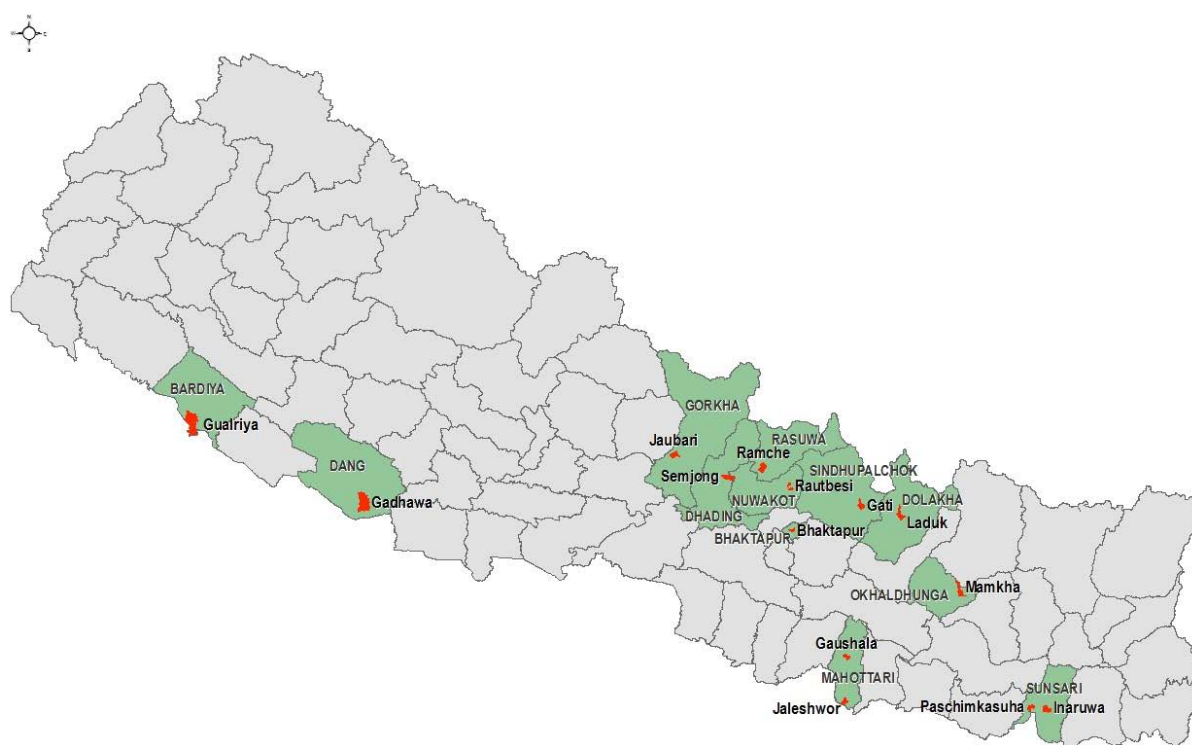 N
W
E
S
BARDIYA
Gualriya
DANG
Gadhawa
GORKHA
Jaubari
RASUWA
Ramche
SINDHUPALCHOK
Semjong
Rautbesi
NUWAKOT
DOLAKHA
Gati
DHADING
Laduk
BHAKTAPUR
Bhaktapur
Mamkha
OKHALDHUNGA
Gaushala
MAHOTTARI
SUNSARI
Jaleshwor
Paschimkasuha
Inaruwa